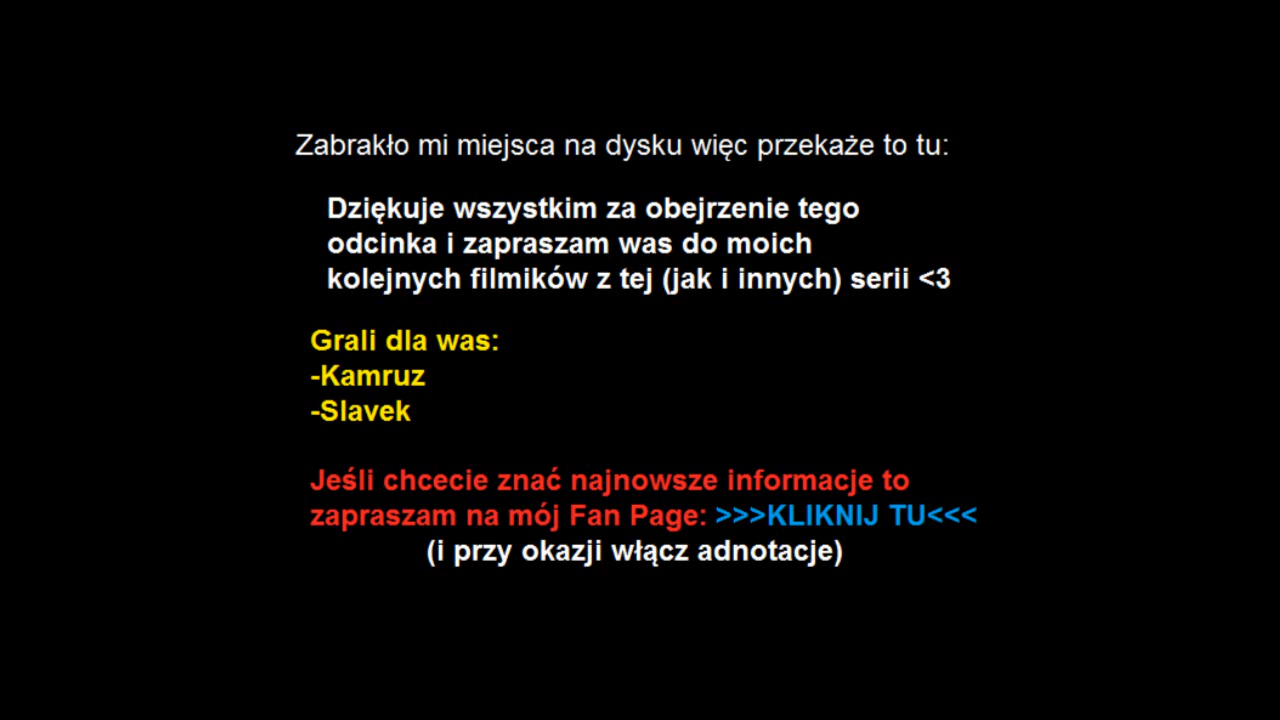 Zabrakło mi miejsca na dysku więc przekaże to tu:
Dziękuje wszystkim za obejrzenie tego
odcinka i zapraszam was do moich
kolejnych filmików z tej (jak i innych) serii <3
Grali dla was:
-Kamruz
-Slavek
Jeśli chcecie znać najnowsze informacje to
zapraszam na mój Fan Page: >>>KLIKNIJ TU<<<
(i przy okazji włącz adnotacje)